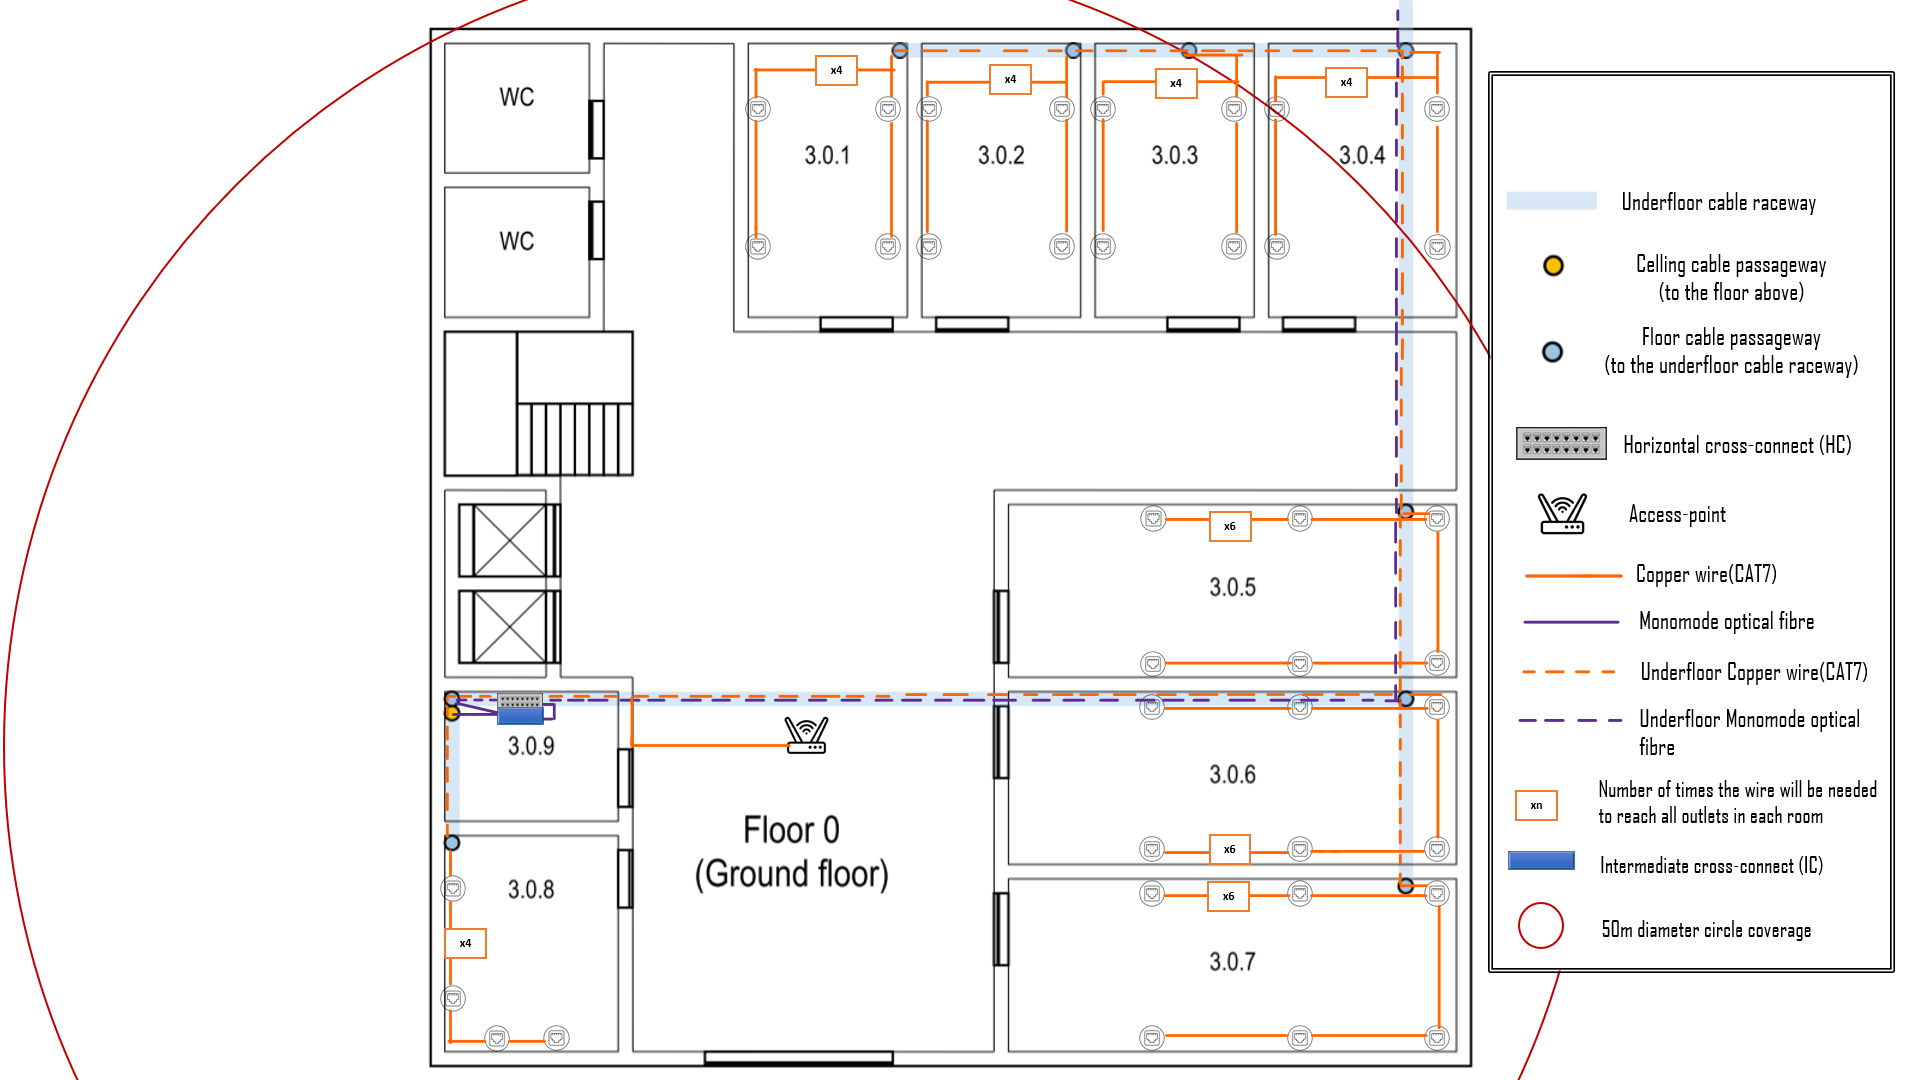 WC
WC
x4
x4
x4
x4
3.0.1
3.0.2
3.0.3
3.0.4
x6
3.0.5
3.0.6
x6
x6
3.0.7
3.0.9
3.0.8
x4
Floor 0
(Ground floor)
Underfloor cable raceway
Celling cable passageway
(to the floor above)
Floor cable passageway
(to the underfloor cable raceway)
Horizontal cross-connect (HC)
Access-point
Copper wire(CAT7)
Monomode optical fibre
Underfloor Copper wire(CAT7)
Underfloor Monomode optical
fibre
xn
Number of times the wire will be needed
to reach all outlets in each room
Intermediate cross-connect (IC)
50m diameter circle coverage